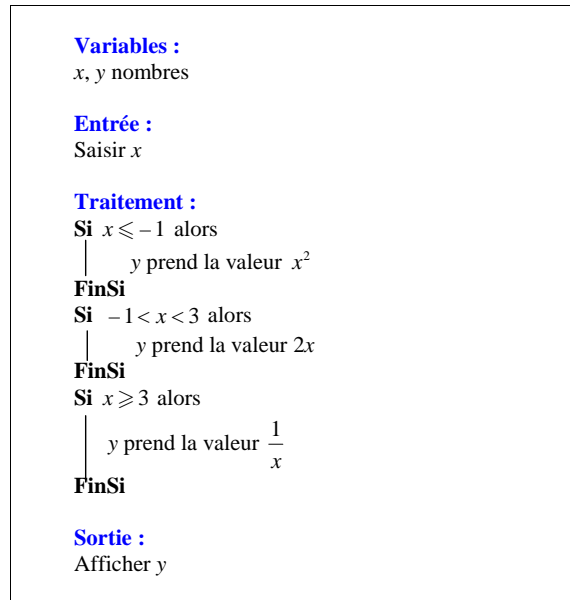 Variables :
x, y nombres
Entrée :
Saisir x
Traitement :
Si x ⩽ – 1 alors
y prend la valeur x²
FinSi
Si – 1 < x < 3 alors
y prend la valeur 2x
FinSi
Si x ⩾ 3 alors
y prend la valeur 1/x
FinSi
Sortie :
Afficher y